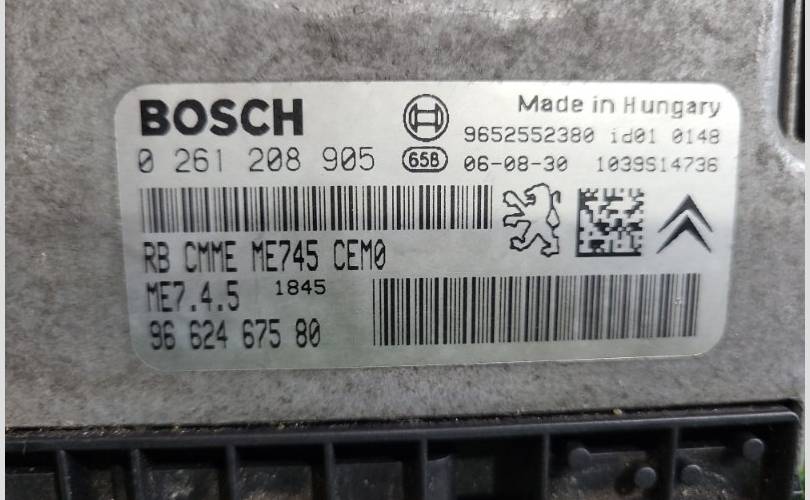 BOSCH
Made in Hungary
9652552380 id01 0148
0 261 208 905 658 06-08-30 1039S14736
RB CMME ME745 CEM0
ME7.4.5 1845
96 624 675 80